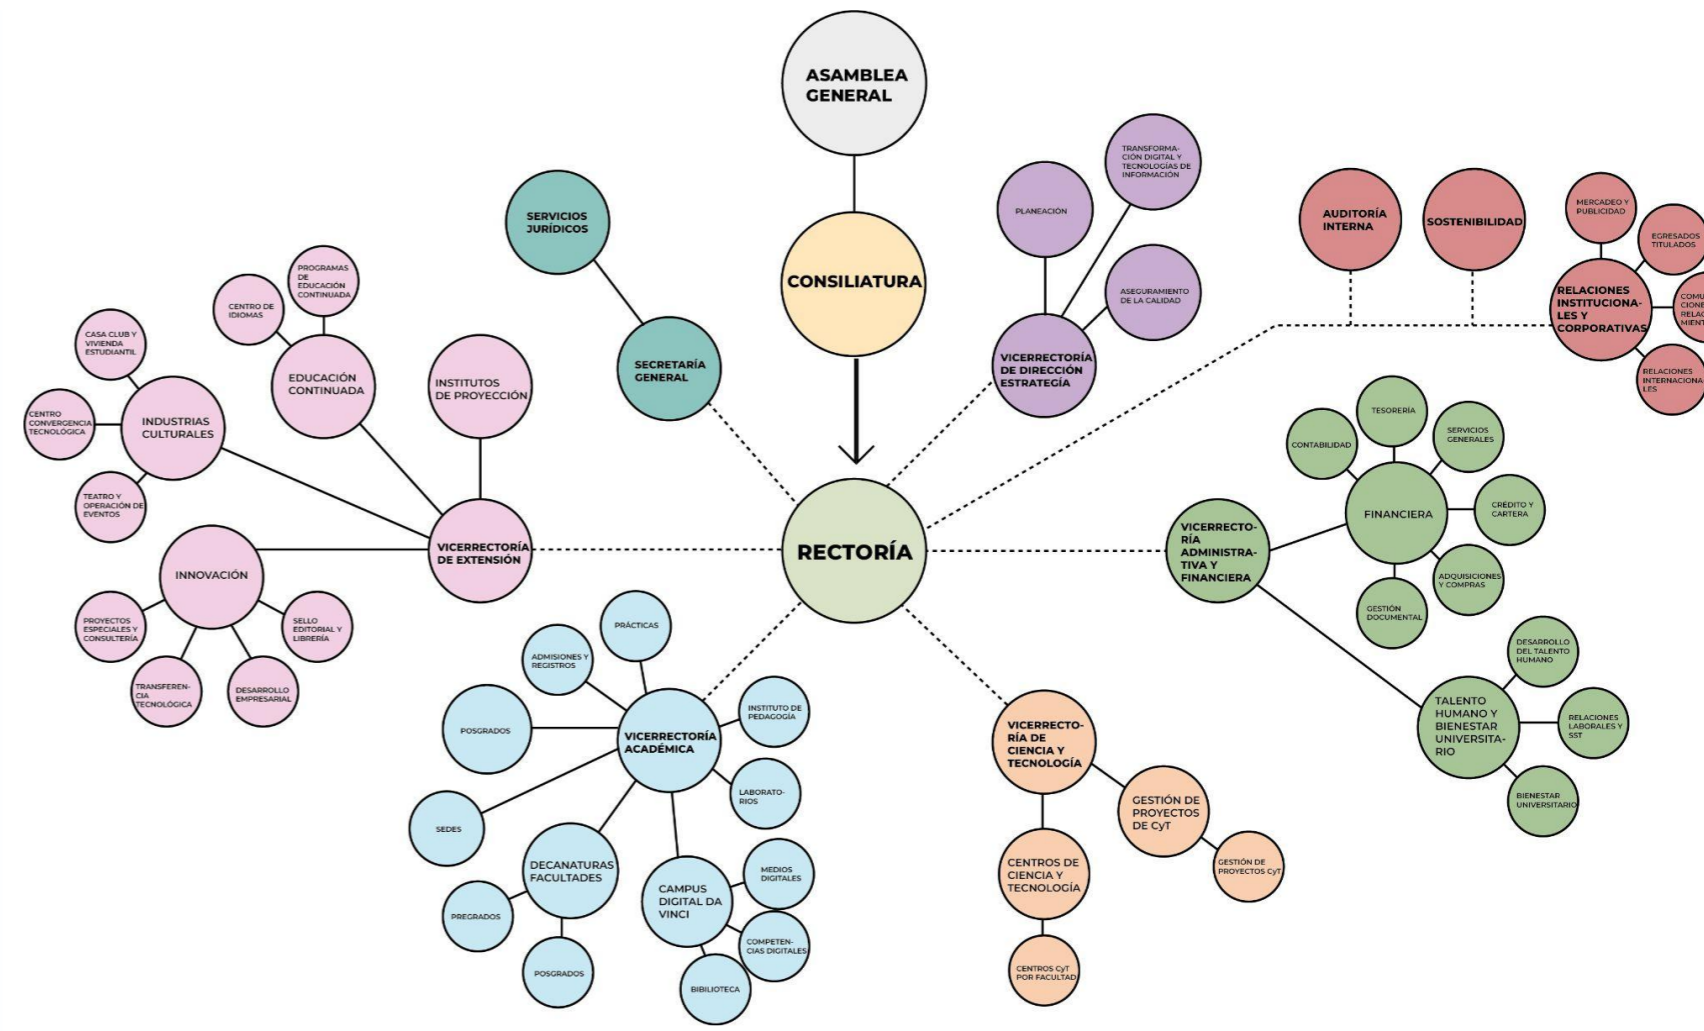 ASAMBLEA
GENERAL
CONSILIATURA
RECTORÍA
SERVICIOS
JURÍDICOS
SECRETARÍA
GENERAL
TRANSFORMA-
CIÓN DIGITAL Y
TECNOLOGÍAS DE
INFORMACIÓN
PLANEACIÓN
ASEGURAMIENTO
DE LA CALIDAD
VICERRECTORÍA
DE DIRECCIÓN
ESTRATEGÍA
AUDITORÍA
INTERNA
SOSTENIBILIDAD
MERCADEO Y
PUBLICIDAD
EGRESADOS
TITULADOS
RELACIONES
INSTITUCIONA-
LES Y
CORPORATIVAS
RELACIONES
INTERNACIONA-
LES
PROGRAMAS
DE
EDUCACIÓN
CONTINUADA
CENTRO DE
IDIOMAS
EDUCACIÓN
CONTINUADA
INSTITUTOS
DE PROYECCIÓN
CASA CLUB Y
VIVIENDA
ESTUDIANTIL
CENTRO
CONVERGENCIA
TECNOLÓGICA
INDUSTRIAS
CULTURALES
TEATRO Y
OPERACIÓN DE
EVENTOS
VICERRECTORÍA
DE EXTENSIÓN
INNOVACIÓN
PROYECTOS
ESPECIALES Y
CONSULTERÍA
SELLO
EDITORIAL Y
LIBRERÍA
TRANSFEREN-
CIA
TECNOLÓGICA
DESARROLLO
EMPRESARIAL
TESORERÍA
CONTABILIDAD
SERVICIOS
GENERALES
FINANCIERA
CRÉDITO Y
CARTERA
ADQUISICIONES
Y COMPRAS
GESTIÓN
DOCUMENTAL
VICERRECTO-
RÍA
ADMINISTRA-
TIVA Y
FINANCIERA
DESARROLLO
DEL TALENTO
HUMANO
TALENTO
HUMANO Y
BIENESTAR
UNIVERSITA-
RIO
RELACIONES
LABORALES Y
SST
BIENESTAR
UNIVERSITARIO
PRÁCTICAS
ADMISIONES Y
REGISTROS
POSGRADOS
VICERRECTORÍA
ACADÉMICA
INSTITUTO DE
PEDAGOGÍA
LABORATO-
RIOS
SEDES
DECANATURAS
FACULTADES
PREGRADOS
POSGRADOS
CAMPUS
DIGITAL DA
VINCI
MEDIOS
DIGITALES
COMPETEN-
CIAS DIGITALES
BIBILIOTECA
VICERRECTO-
RÍA DE
CIENCIA Y
TECNOLOGÍA
GESTIÓN DE
PROYECTOS
DE CyT
GESTIÓN DE
PROYECTOS CyT
CENTROS DE
CIENCIA Y
TECNOLOGÍA
CENTROS CyT
POR FACULTAD